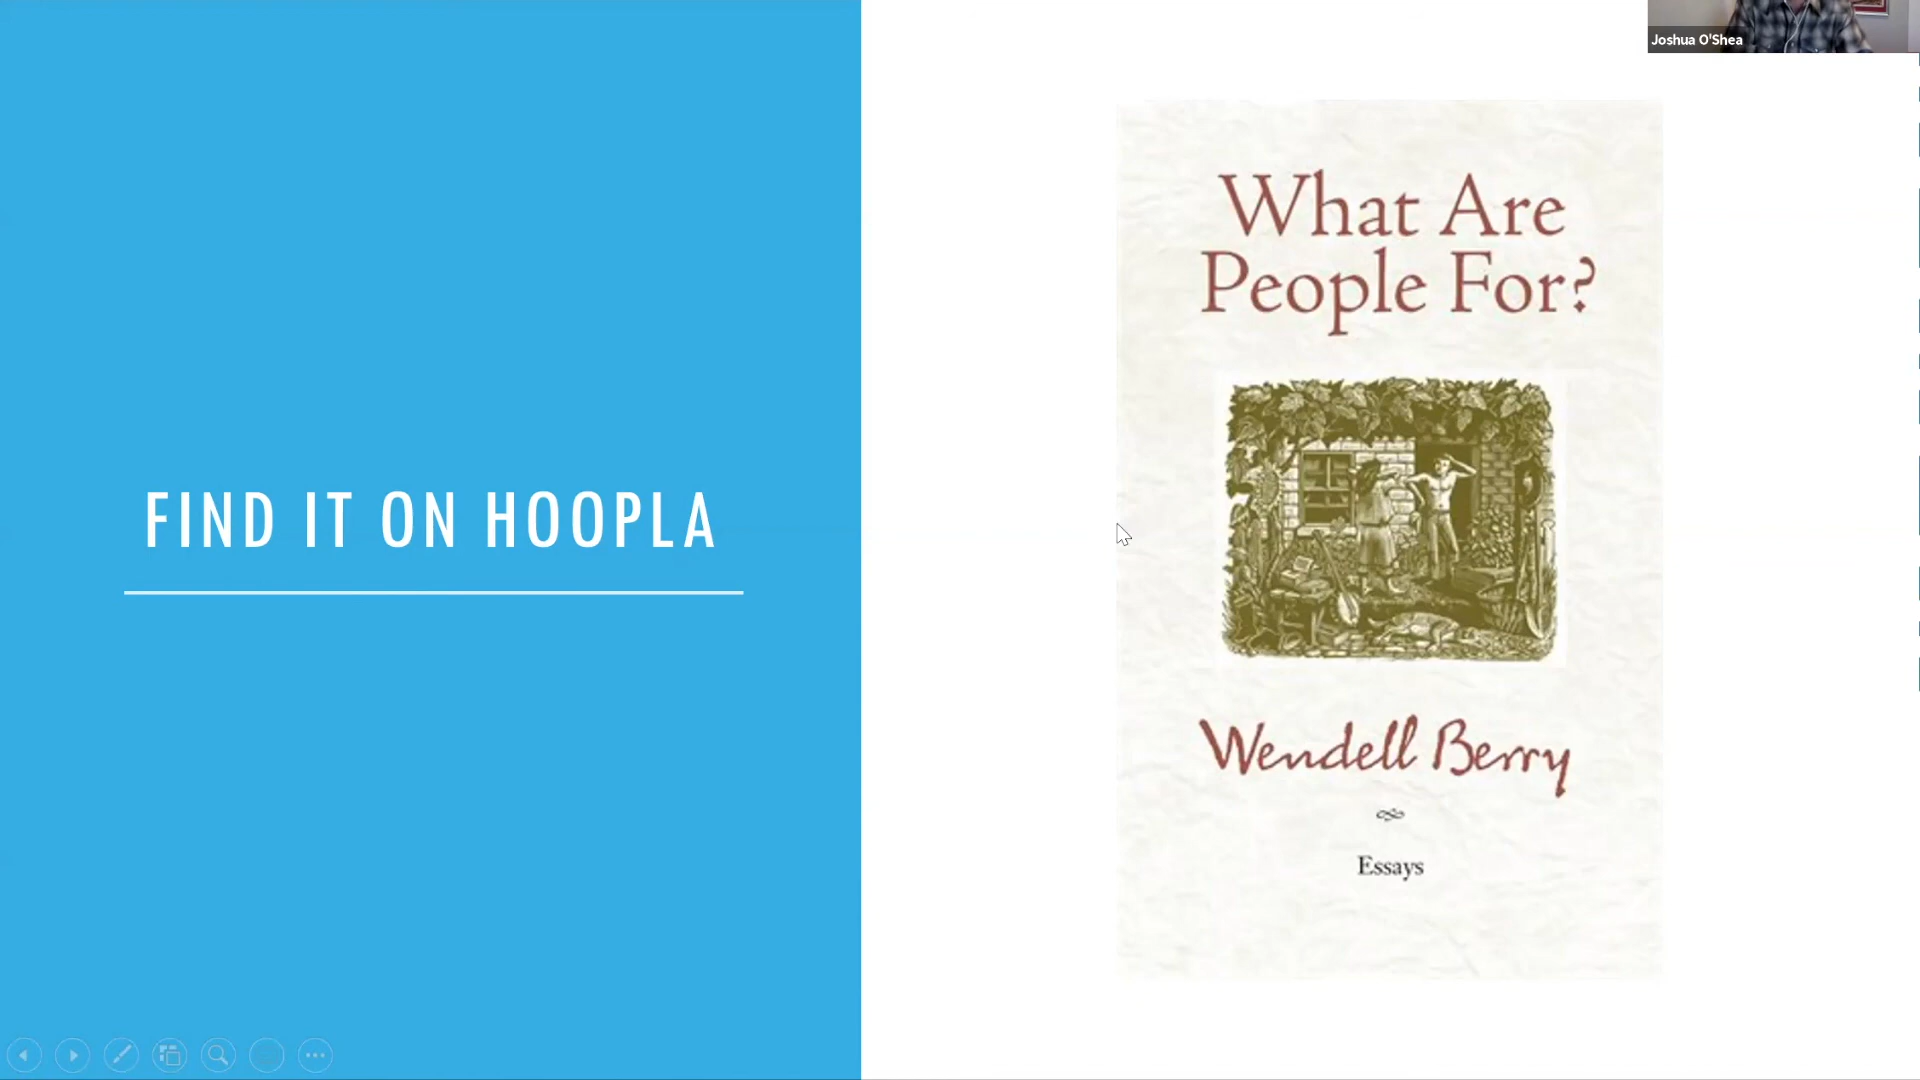 Joshua O'Shea
FIND IT ON HOOPLA
What Are
People For?
Wendell Berry
Essays